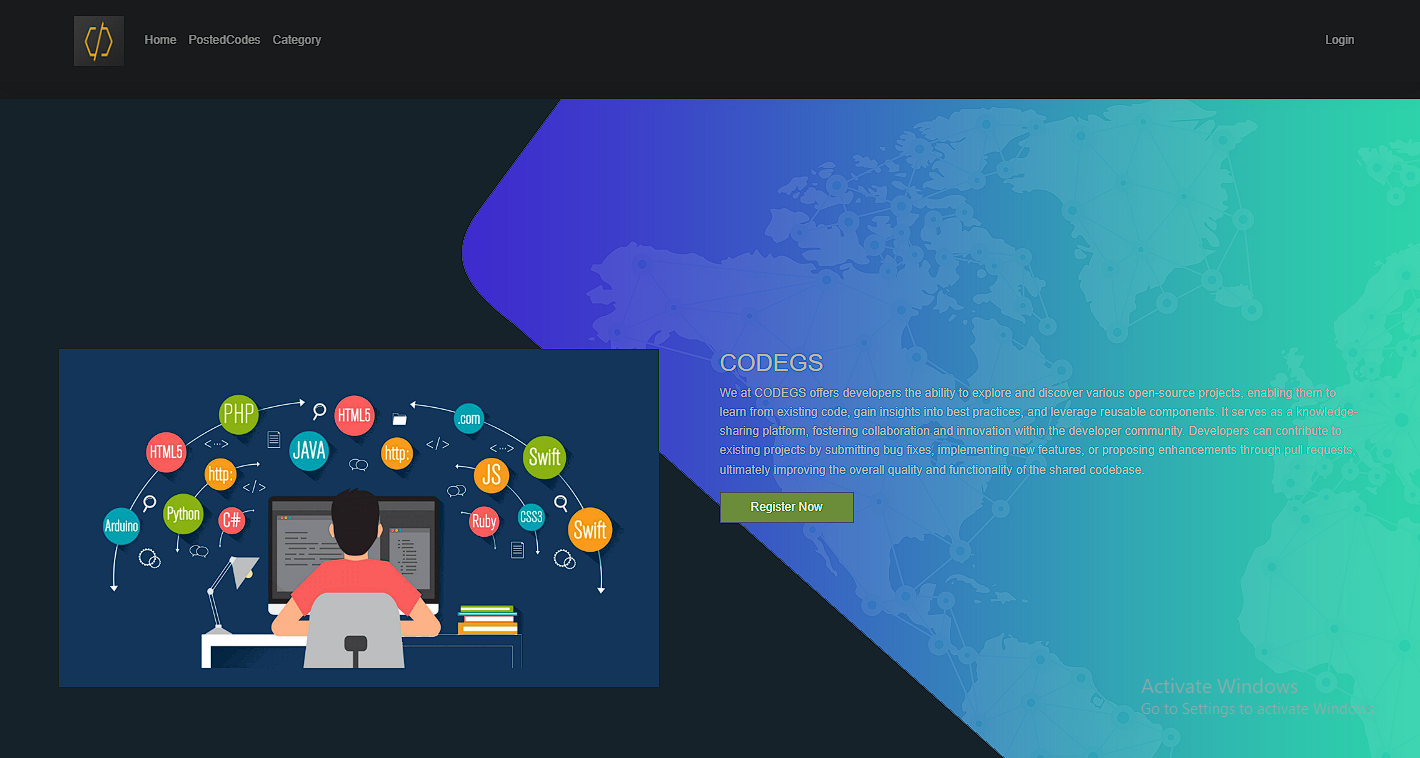 Home PostedCodes Category Login
CODEGS
We at CODEGS offers developers the ability to explore and discover various open-source projects, enabling them to
learn from existing code, gain insights into best practices, and leverage reusable components. It serves as a knowledge-
sharing platform, fostering collaboration and innovation within the developer community. Developers can contribute to
existing projects by submitting bug fixes, implementing new features, or proposing enhancements through pull requests,
ultimately improving the overall quality and functionality of the shared codebase.
Register Now
PHP
HTML5
.com
HTML5
<···>
JAVA
http:
</>
<···>
Swift
http:
</>
JS
Python
C#
Arduino
Ruby
CSS3
Swift
Activate Windows
Go to Settings to activate Windows.